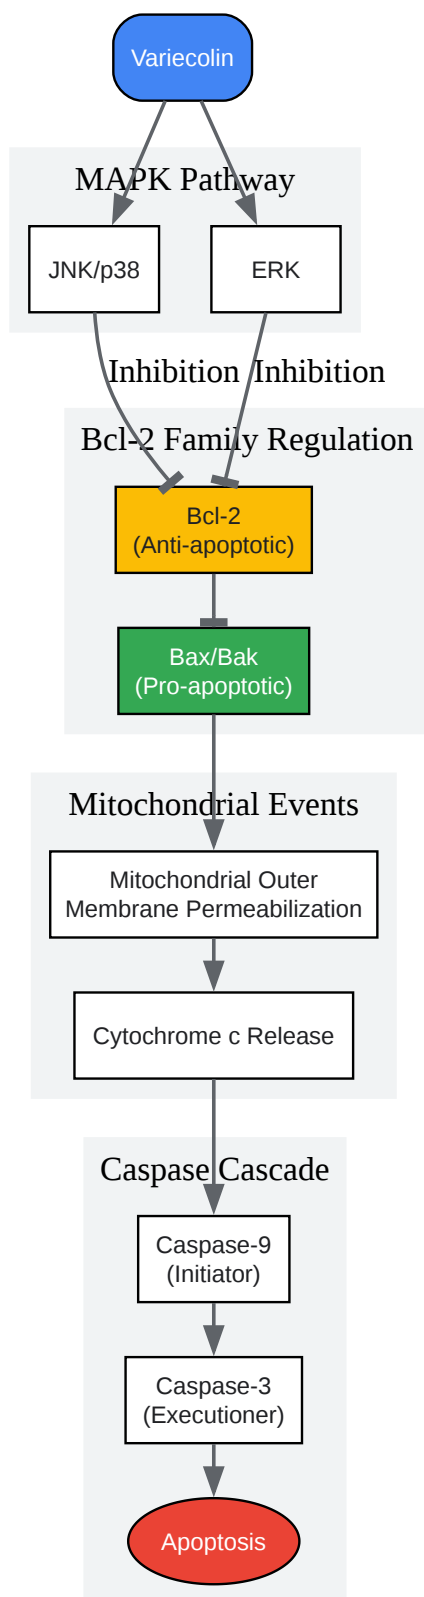 Variecolin
MAPK Pathway
JNK/p38
ERK
Inhibition
Inhibition
Bcl-2 Family Regulation
Bcl-2
(Anti-apoptotic)
Bax/Bak
(Pro-apoptotic)
Mitochondrial Events
Mitochondrial Outer
Membrane Permeabilization
Cytochrome c Release
Caspase Cascade
Caspase-9
(Initiator)
Caspase-3
(Executioner)
Apoptosis